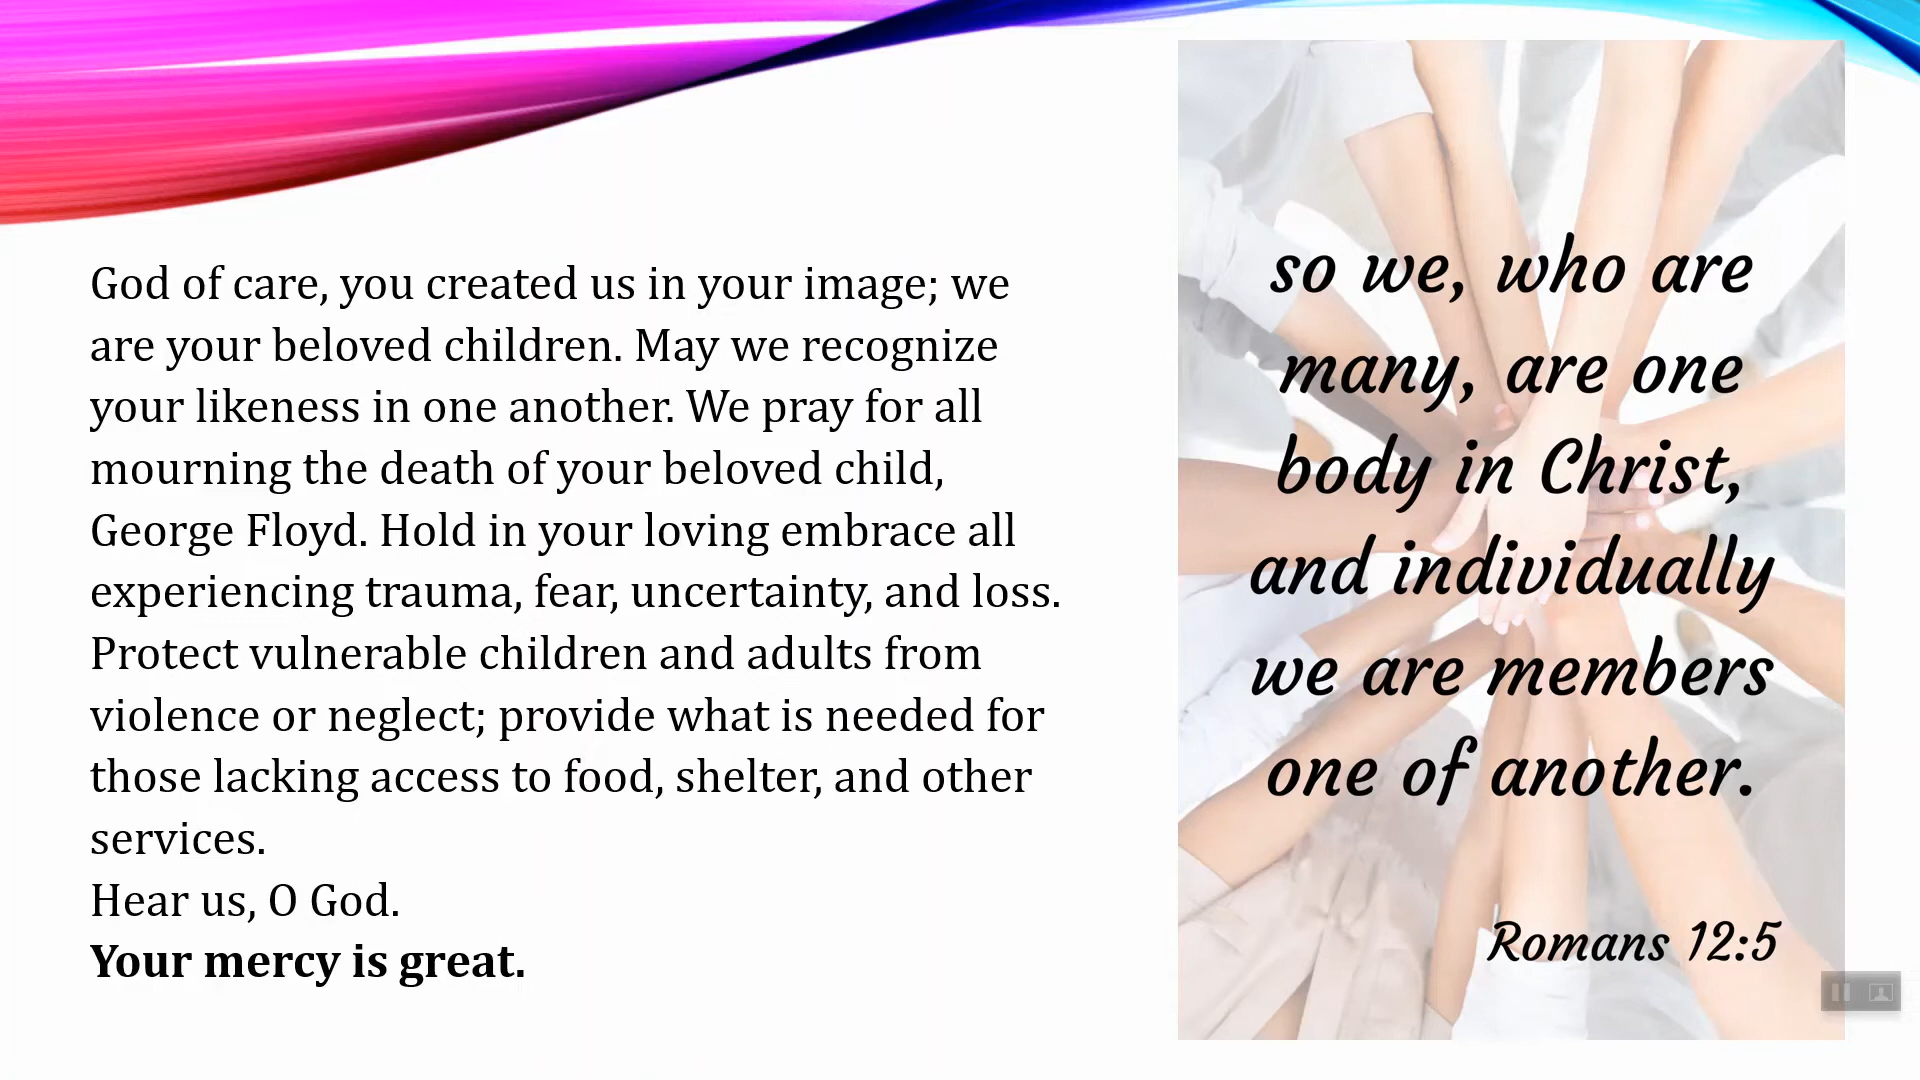 God of care, you created us in your image; we
are your beloved children. May we recognize
your likeness in one another. We pray for all
mourning the death of your beloved child,
George Floyd. Hold in your loving embrace all
experiencing trauma, fear, uncertainty, and loss.
Protect vulnerable children and adults from
violence or neglect; provide what is needed for
those lacking access to food, shelter, and other
services.
Hear us, O God.
Your mercy is great.
so we, who are
many, are one
body in Christ,
and individually
we are members
one of another.
Romans 12:5